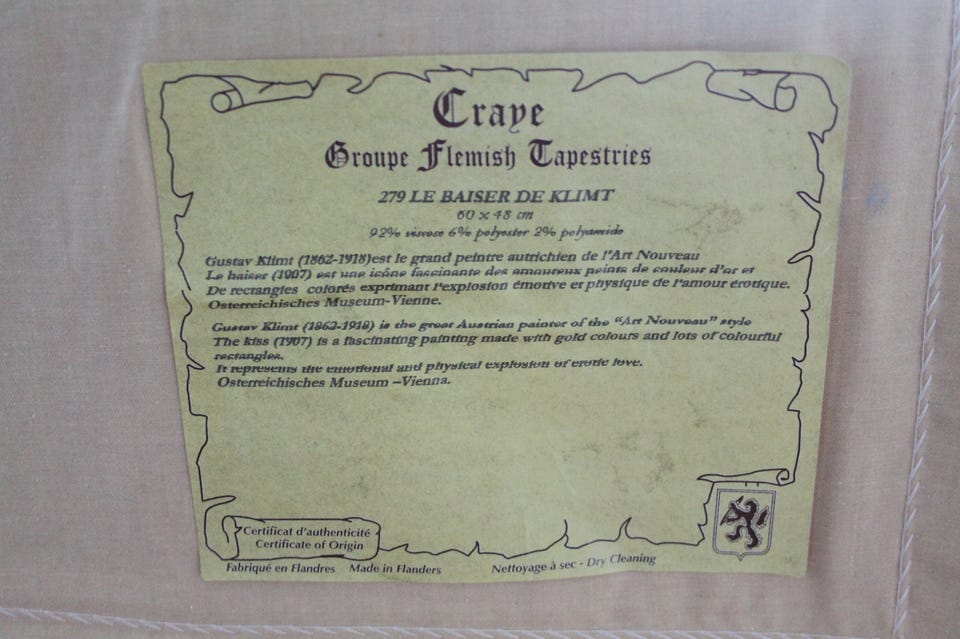 Craye
Groupe Flemish Tapestries
279 LE BAISER DE KLIMT
60 x 48 cm
92% viscose 6% polyester 2% polyamide
Gustav Klimt (1862-1918)est le grand peintre autrichien de l'Art Nouveau
Le baiser (1907) est une icône fascinante des amoureux peints de couleur d'or et
De rectangles colorés exprimant l'explosion émotive et physique de l'amour érotique.
Osterreichisches Museum-Vienne.
Gustav Klimt (1862-1918) is the great Austrian painter of the "Art Nouveau" style
The kiss (1907) is a fascinating painting made with gold colours and lots of colourful
rectangles.
It represents the emotional and physical explosion of erotic love.
Osterreichisches Museum –Vienna.
Certificat d'authenticité
Certificate of Origin
Fabriqué en Flandres Made in Flanders Nettoyage à sec - Dry Cleaning